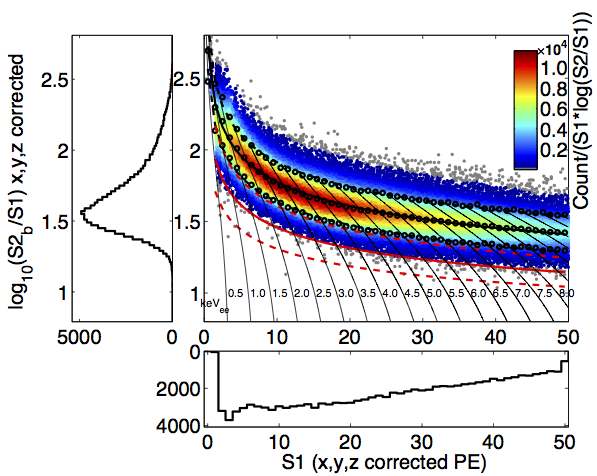 log10(S2b/S1) x,y,z corrected
2.5
2
1.5
1
5000
0
2.5
2
1.5
1
×10^4
1.0
0.8
0.6
0.4
0.2
Count/(S1*log(S2/S1))
keVee
0.5 1.0 1.5 2.0 2.5 3.0 3.5 4.0 4.5 5.0 5.5 6.0 6.5 7.0 7.5 8.0
0 10 20 30 40 50
0
2000
4000
0 10 20 30 40 50
S1 (x,y,z corrected PE)